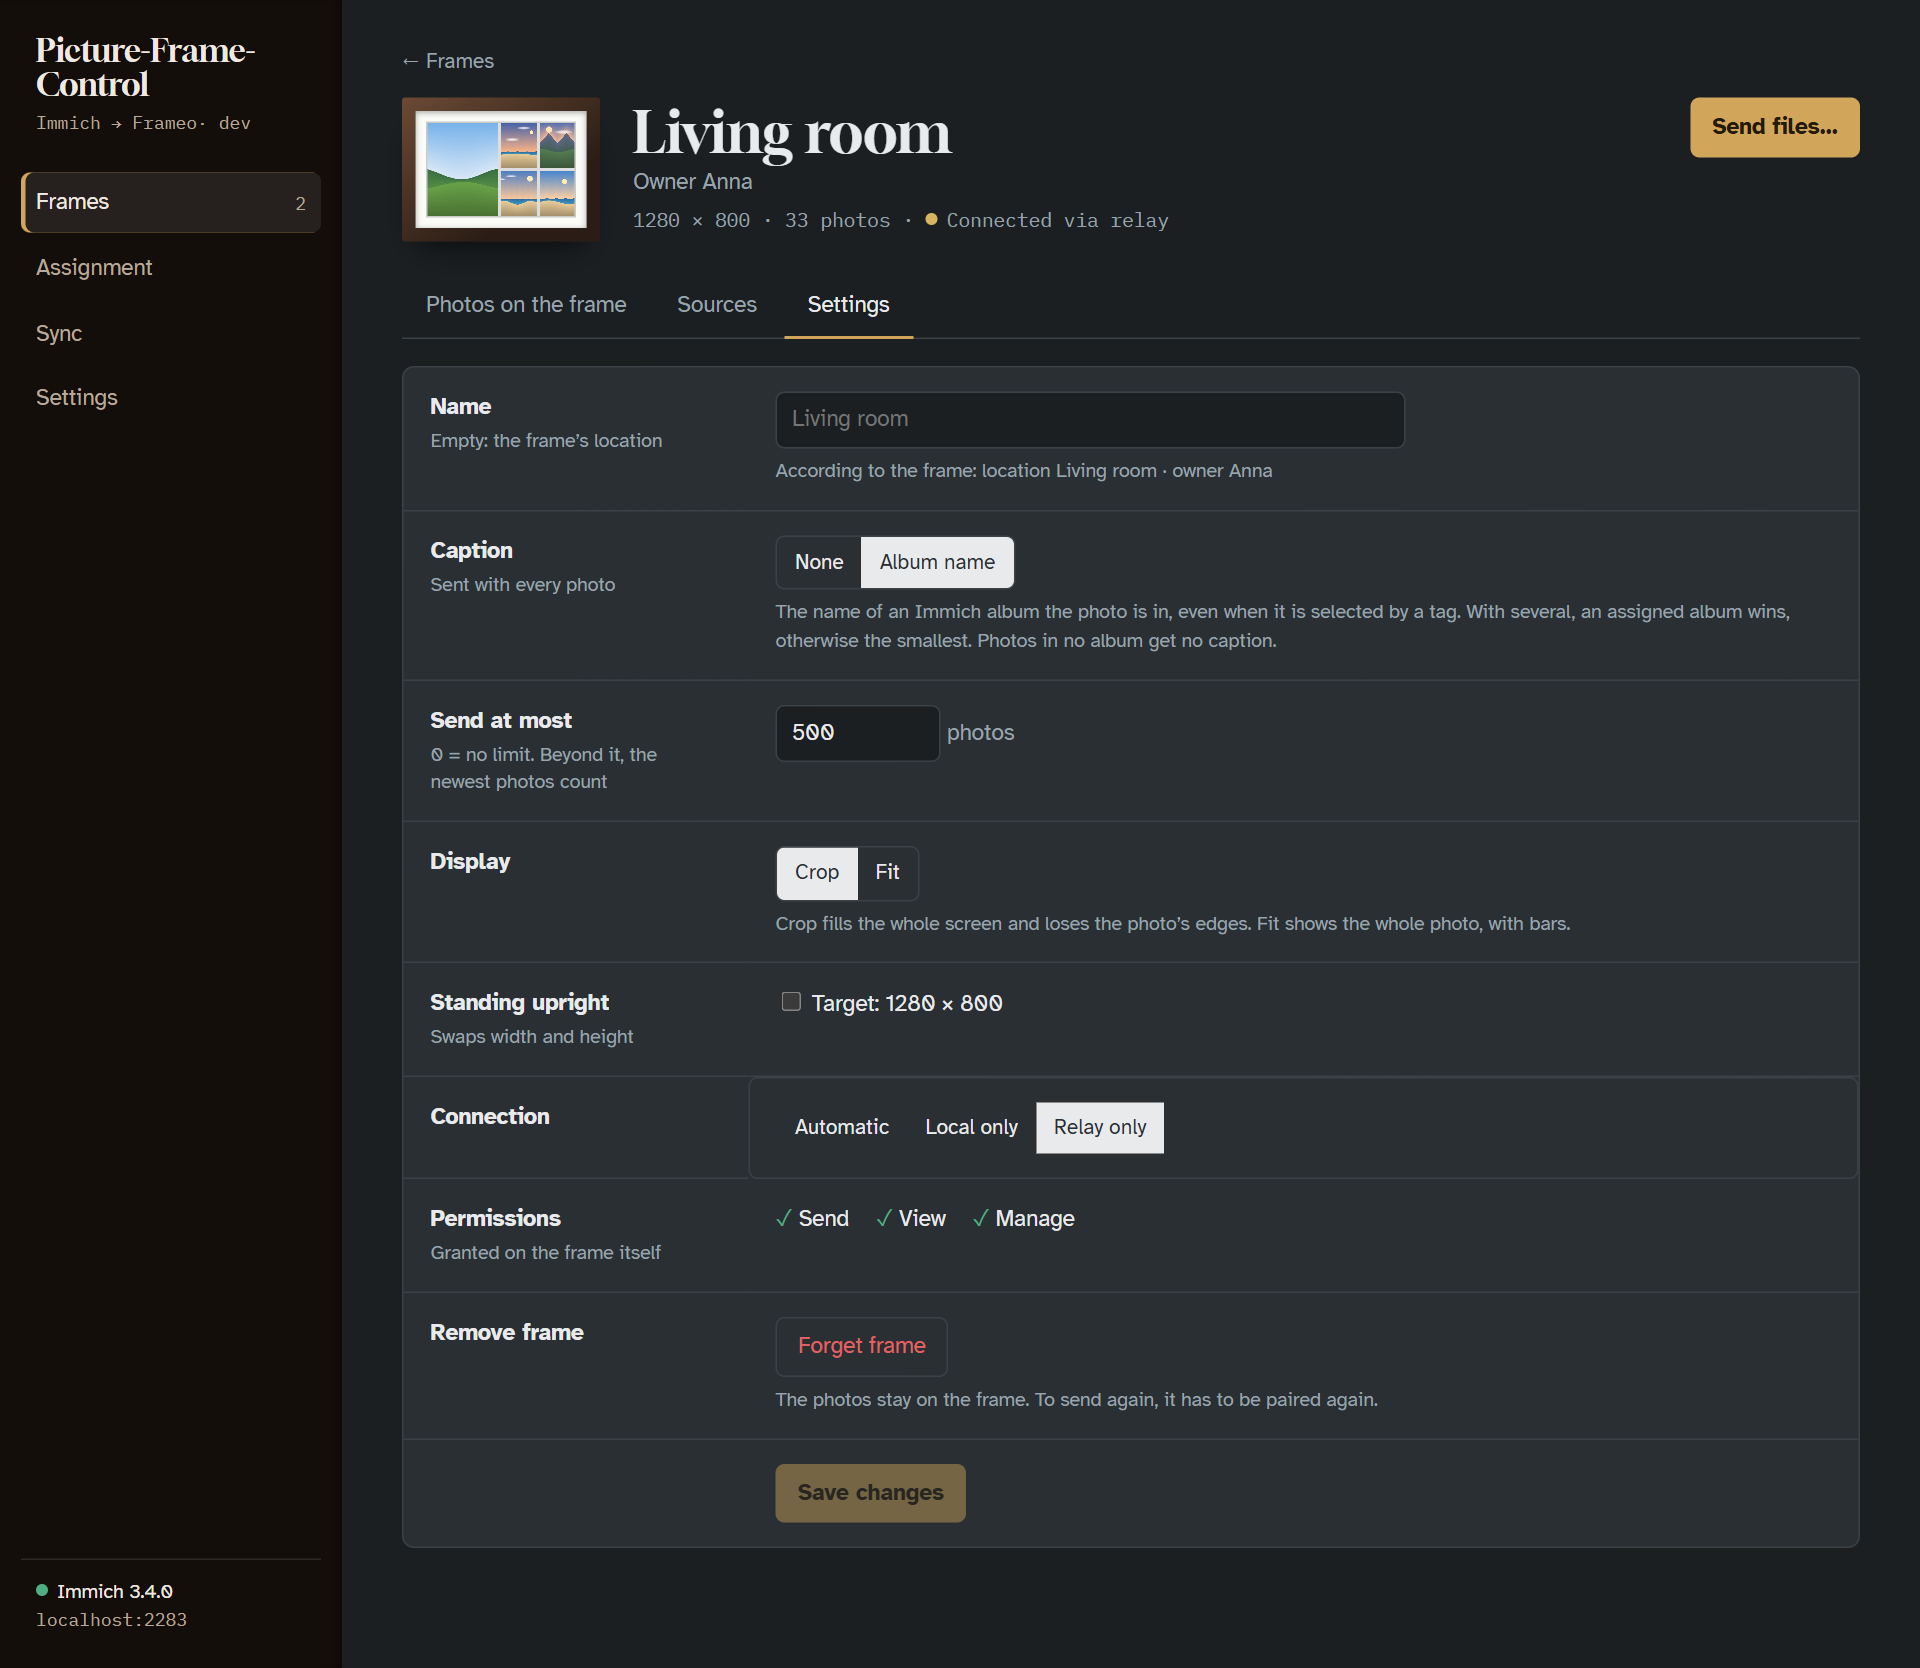 Picture-Frame-
Control
Immich → Frameo· dev
Frames 2
Assignment
Sync
Settings
Immich 3.4.0
localhost:2283
← Frames
Living room
Owner Anna
1280 × 800 · 33 photos · Connected via relay
Send files...
Photos on the frame Sources Settings
Name
Empty: the frame’s location
Living room
According to the frame: location Living room · owner Anna
Caption
Sent with every photo
None Album name
The name of an Immich album the photo is in, even when it is selected by a tag. With several, an assigned album wins,
otherwise the smallest. Photos in no album get no caption.
Send at most
0 = no limit. Beyond it, the
newest photos count
500 photos
Display
Crop Fit
Crop fills the whole screen and loses the photo’s edges. Fit shows the whole photo, with bars.
Standing upright
Swaps width and height
Target: 1280 × 800
Connection
Automatic Local only Relay only
Permissions
Granted on the frame itself
✓ Send ✓ View ✓ Manage
Remove frame
Forget frame
The photos stay on the frame. To send again, it has to be paired again.
Save changes